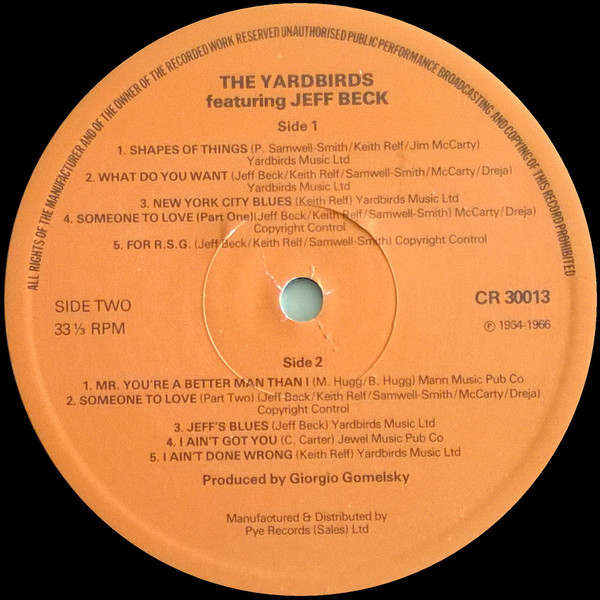 ALL RIGHTS OF THE MANUFACTURER AND OF THE OWNER OF THE RECORDED WORK RESERVED UNAUTHORISED PUBLIC PERFORMANCE BROADCASTING AND COPYING OF THIS RECORD PROHIBITED
THE YARDBIRDS
featuring JEFF BECK
Side 1
1. SHAPES OF THINGS (P. Samwell-Smith/Keith Relf/Jim McCarty)
Yardbirds Music Ltd
2. WHAT DO YOU WANT (Jeff Beck/Keith Relf/Samwell-Smith/McCarty/Dreja)
Yardbirds Music Ltd
3. NEW YORK CITY BLUES (Keith Relf) Yardbirds Music Ltd
4. SOMEONE TO LOVE (Part One)(Jeff Beck/Keith Relf/Samwell-Smith) McCarty/Dreja)
Copyright Control
5. FOR R.S.G. (Jeff Beck/Keith Relf/Samwell-Smith) Copyright Control
SIDE TWO
33⅓ RPM
CR 30013
℗ 1964-1966
Side 2
1. MR. YOU'RE A BETTER MAN THAN I (M. Hugg/B. Hugg) Mann Music Pub Co
2. SOMEONE TO LOVE (Part Two) (Jeff Beck/Keith Relf/Samwell-Smith/McCarty/Dreja)
Copyright Control
3. JEFF'S BLUES (Jeff Beck) Yardbirds Music Ltd
4. I AIN'T GOT YOU (C. Carter) Jewel Music Pub Co
5. I AIN'T DONE WRONG (Keith Relf) Yardbirds Music Ltd
Produced by Giorgio Gomelsky
Manufactured & Distributed by
Pye Records (Sales) Ltd